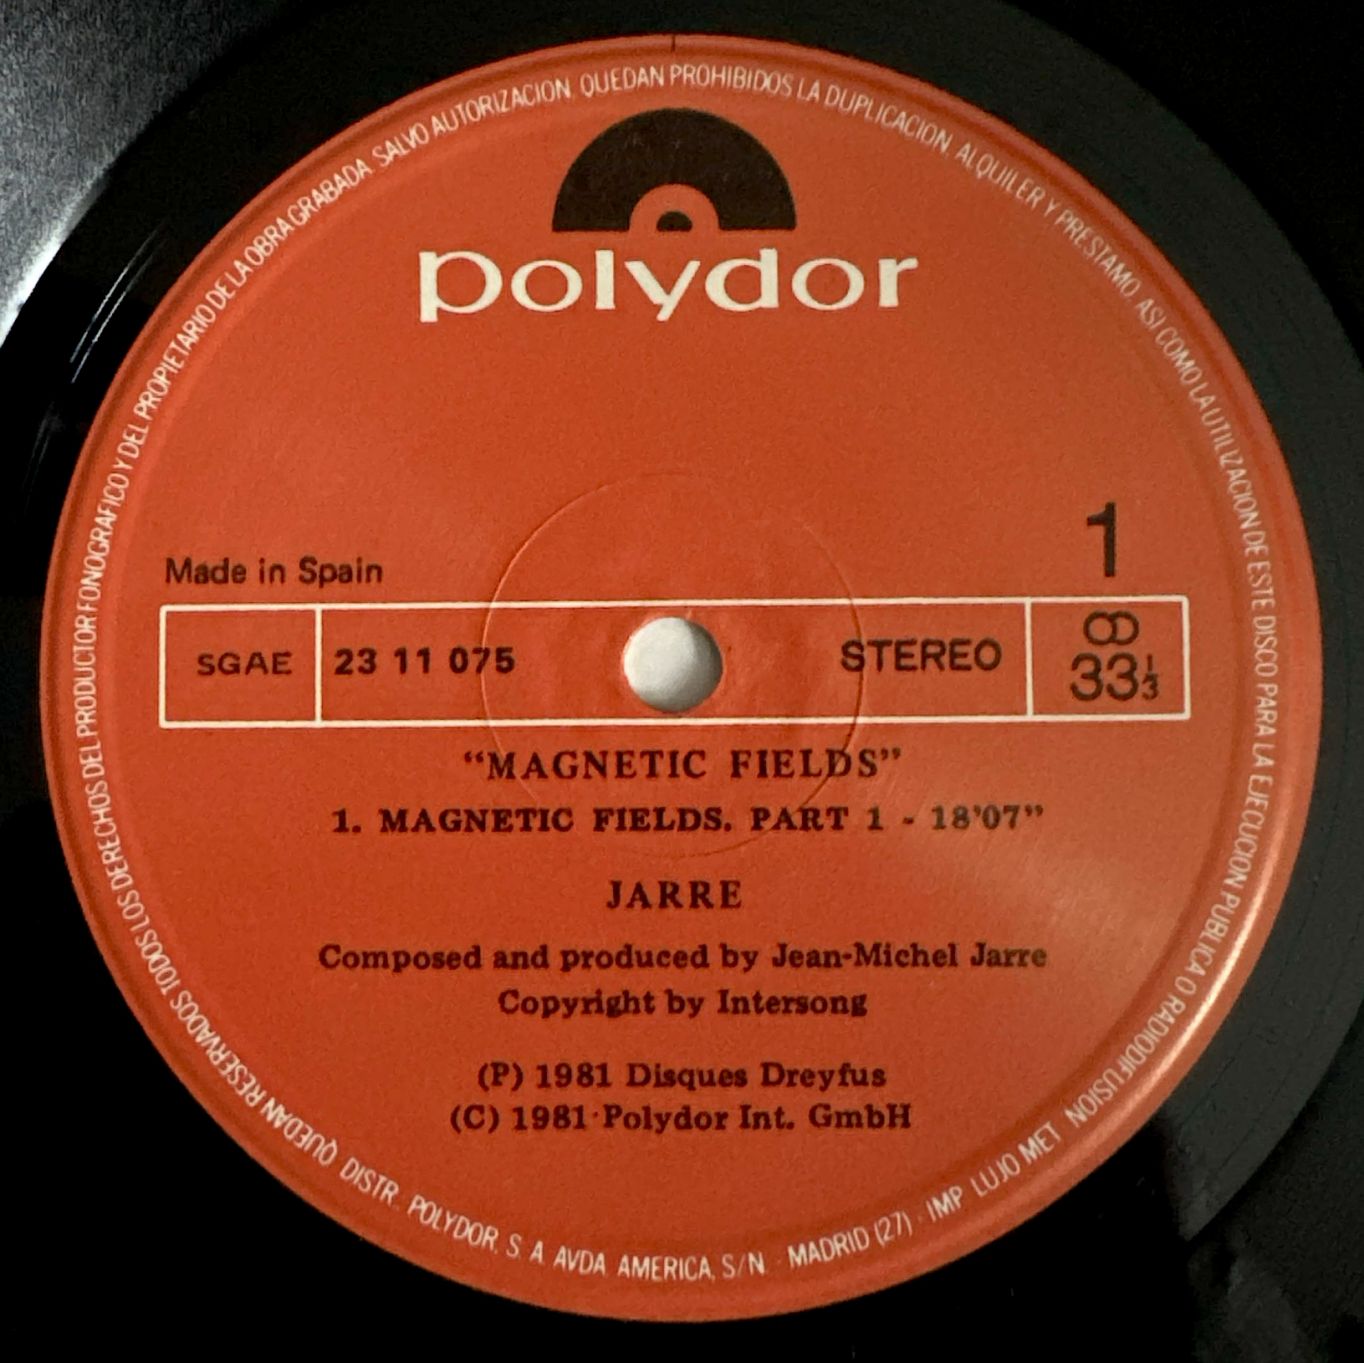 polydor
Made in Spain
1
SGAE
23 11 075
STEREO
33⅓
“MAGNETIC FIELDS”
1. MAGNETIC FIELDS. PART 1 - 18’07”
JARRE
Composed and produced by Jean-Michel Jarre
Copyright by Intersong
(P) 1981 Disques Dreyfus
(C) 1981 Polydor Int. GmbH
QUEDAN RESERVADOS TODOS LOS DERECHOS DEL PRODUCTOR FONOGRAFICO Y DEL PROPIETARIO DE LA OBRA GRABADA. SALVO AUTORIZACION, QUEDAN PROHIBIDOS LA DUPLICACION, ALQUILER Y PRESTAMO, ASI COMO LA UTILIZACION DE ESTE DISCO PARA LA EJECUCION PUBLICA O RADIODIFUSION
DISTR. POLYDOR, S. A. AVDA AMERICA, S/N - MADRID (27) - IMP LUJO MET